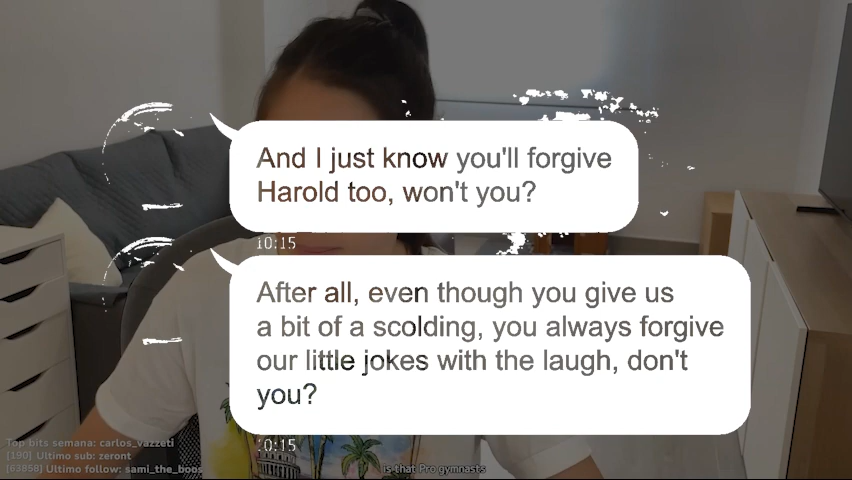 And I just know you'll forgive
Harold too, won't you?
10:15
After all, even though you give us
a bit of a scolding, you always forgive
our little jokes with the laugh, don't
you?
10:15
Top bits semana: carlos_vazzeti
[190] Ultimo sub: zeront
[63858] Ultimo follow: sami_the_boos
is that Pro gymnasts